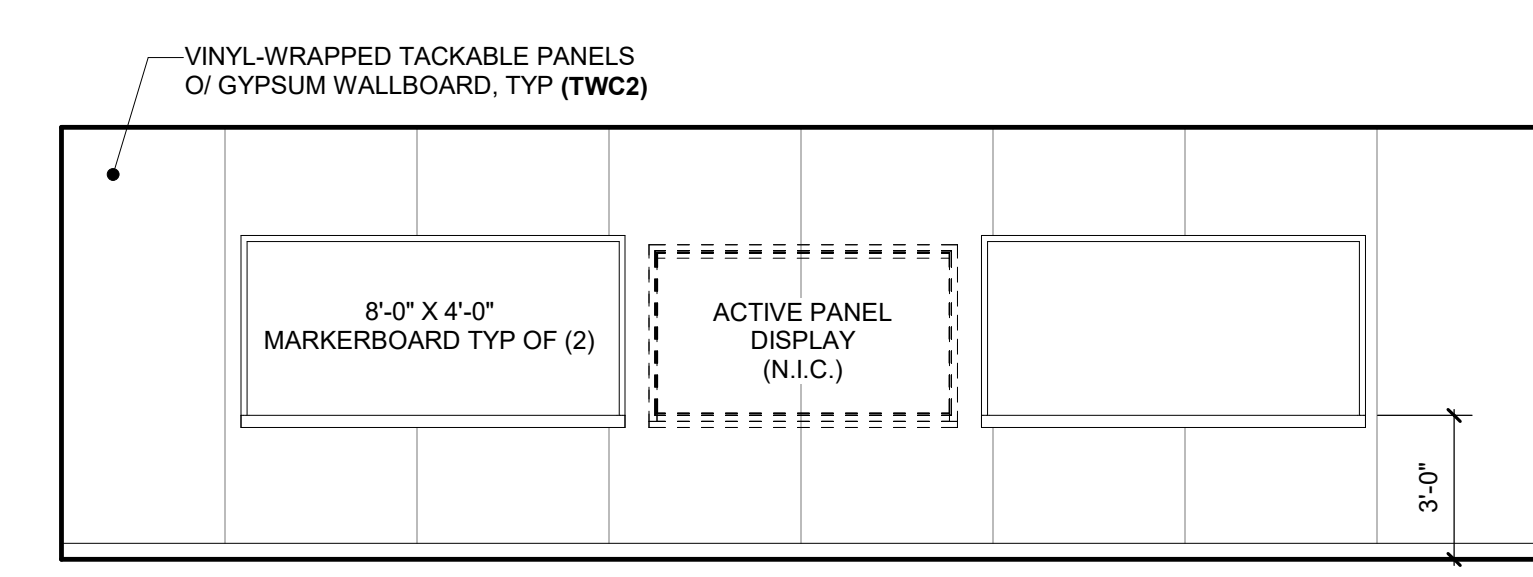 VINYL-WRAPPED TACKABLE PANELS
O/ GYPSUM WALLBOARD, TYP (TWC2)
8'-0" X 4'-0"
MARKERBOARD TYP OF (2)
ACTIVE PANEL
DISPLAY
(N.I.C.)
3'-0"